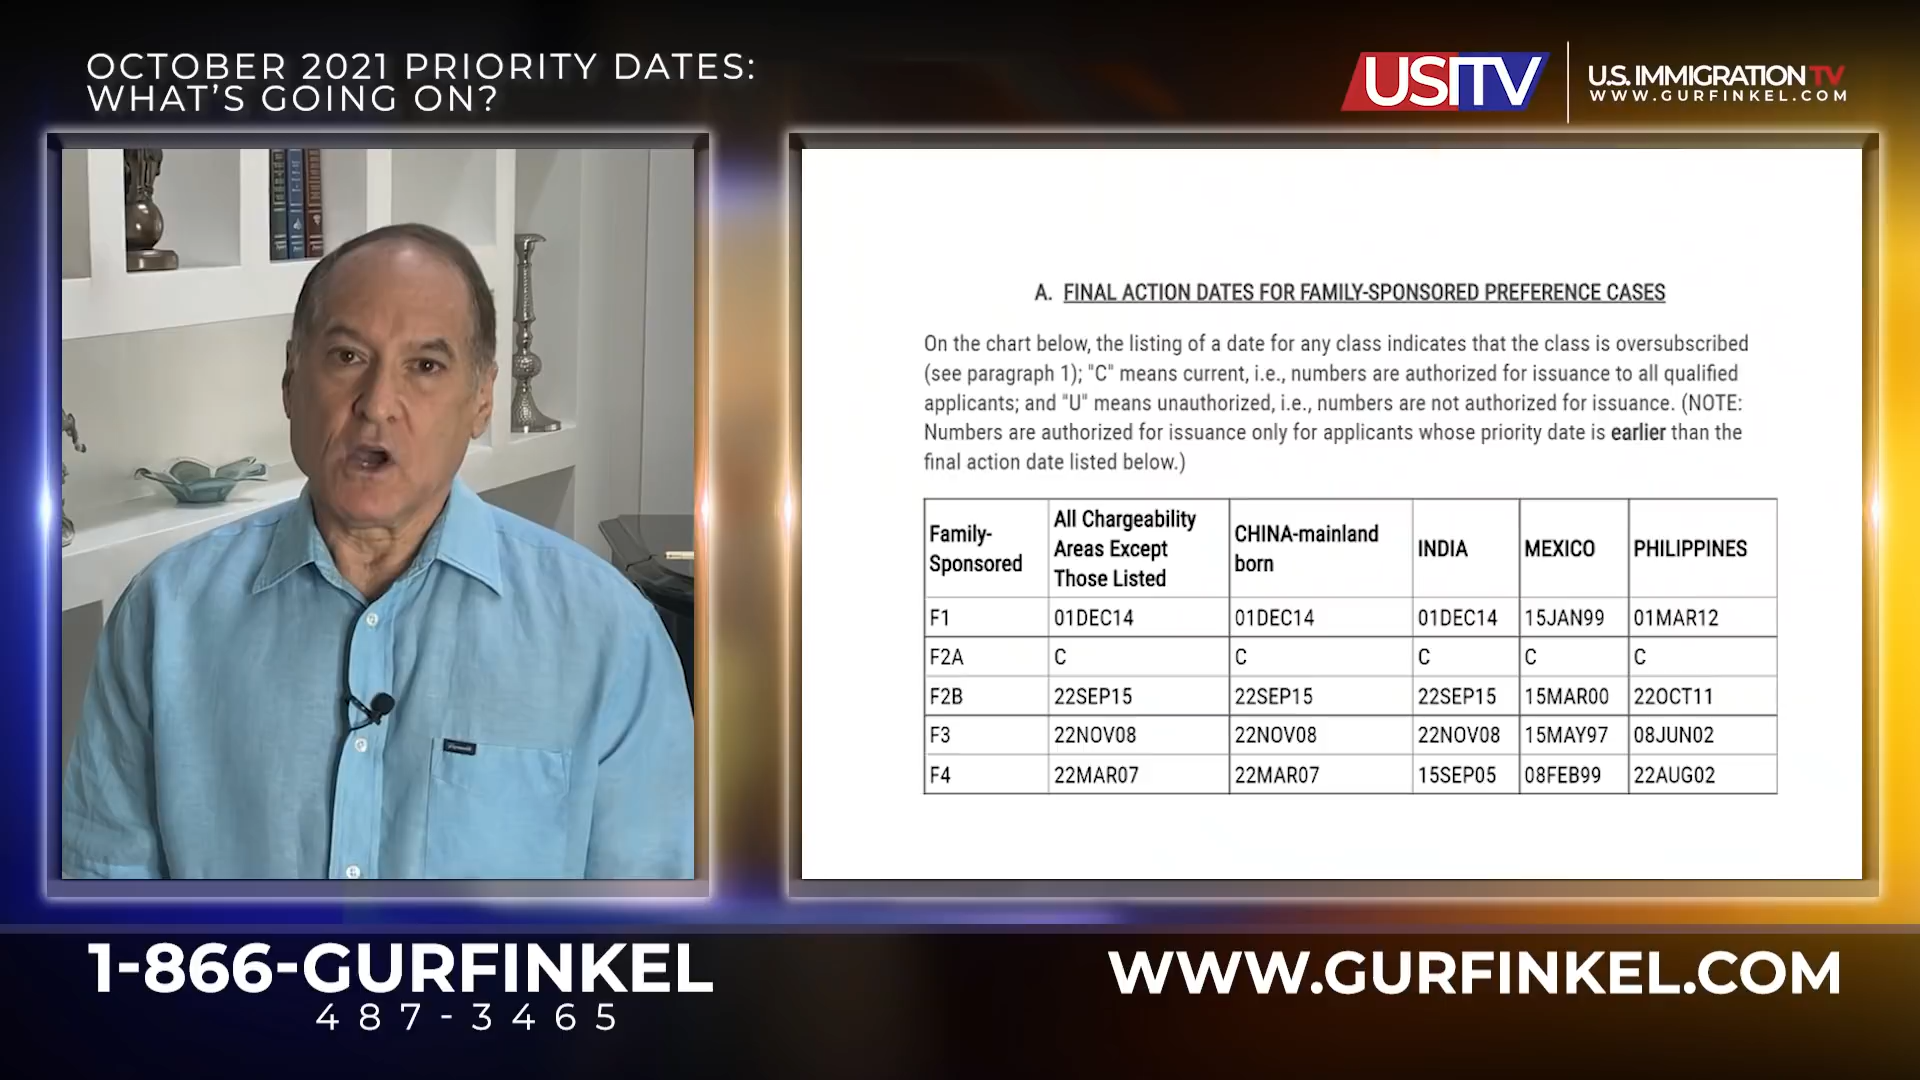 OCTOBER 2021 PRIORITY DATES:
WHAT'S GOING ON?
USITV
U.S. IMMIGRATION TV
WWW.GURFINKEL.COM
A. FINAL ACTION DATES FOR FAMILY-SPONSORED PREFERENCE CASES
On the chart below, the listing of a date for any class indicates that the class is oversubscribed
(see paragraph 1); "C" means current, i.e., numbers are authorized for issuance to all qualified
applicants; and "U" means unauthorized, i.e., numbers are not authorized for issuance. (NOTE:
Numbers are authorized for issuance only for applicants whose priority date is earlier than the
final action date listed below.)
Family-Sponsored All Chargeability Areas Except Those Listed CHINA-mainland born INDIA MEXICO PHILIPPINES
F1 01DEC14 01DEC14 01DEC14 15JAN99 01MAR12
F2A C C C C C
F2B 22SEP15 22SEP15 22SEP15 15MAR00 22OCT11
F3 22NOV08 22NOV08 22NOV08 15MAY97 08JUN02
F4 22MAR07 22MAR07 15SEP05 08FEB99 22AUG02
1-866-GURFINKEL
487-3465
WWW.GURFINKEL.COM